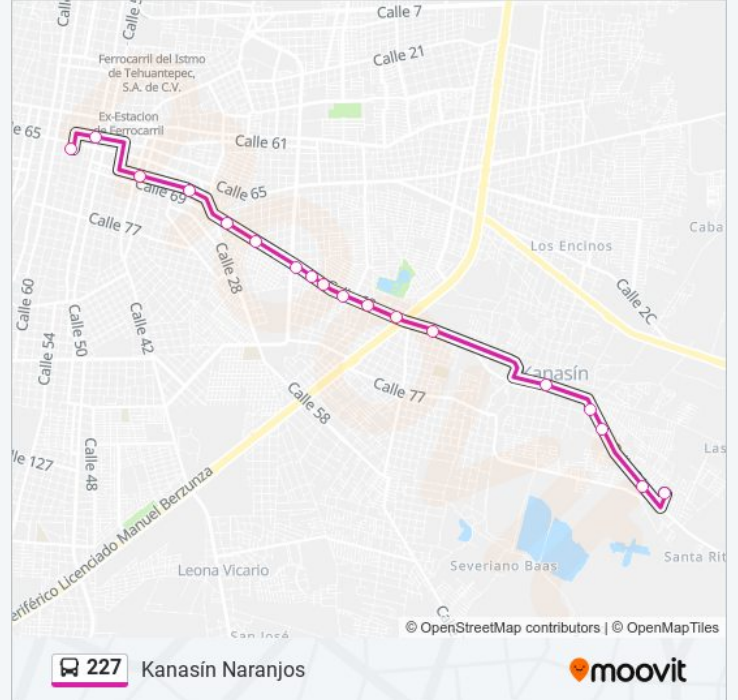 Calle 7
Calle
Calle 21
Ferrocarril del Istmo
de Tehuantepec,
S.A. de C.V.
Ex-Estacion
de Ferrocarril
e 65
Calle 61
Calle 65
Calle 69
Calle 77
Caba
Los Encinos
Calle 28
Calle 2C
Calle 60
Calle 50
Calle 42
Calle 54
Kanasín
Calle 77
Calle 58
Calle 48
lle 127
Las
eriférico Licenciado Manuel Berzunza
Severiano Baas
Santa Rit
Leona Vicario
San José
© OpenStreetMap contributors | © OpenMapTiles
227 Kanasín Naranjos
moovit